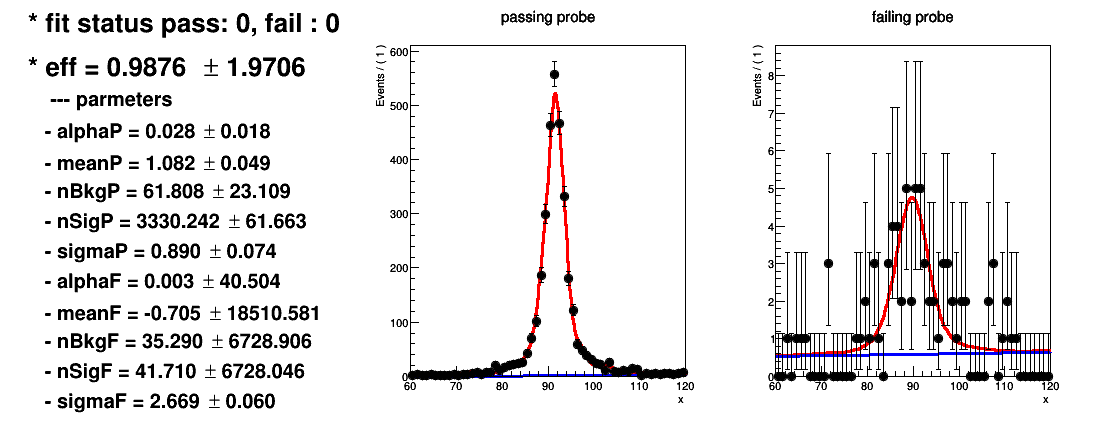 * fit status pass: 0, fail : 0
* eff = 0.9876 ± 1.9706
--- parmeters
- alphaP = 0.028 ± 0.018
- meanP = 1.082 ± 0.049
- nBkgP = 61.808 ± 23.109
- nSigP = 3330.242 ± 61.663
- sigmaP = 0.890 ± 0.074
- alphaF = 0.003 ± 40.504
- meanF = -0.705 ± 18510.581
- nBkgF = 35.290 ± 6728.906
- nSigF = 41.710 ± 6728.046
- sigmaF = 2.669 ± 0.060
passing probe
Events / ( 1 )
600
500
400
300
200
100
0
60 70 80 90 100 110 120
x
failing probe
Events / ( 1 )
8
7
6
5
4
3
2
1
0
60 70 80 90 100 110 120
x